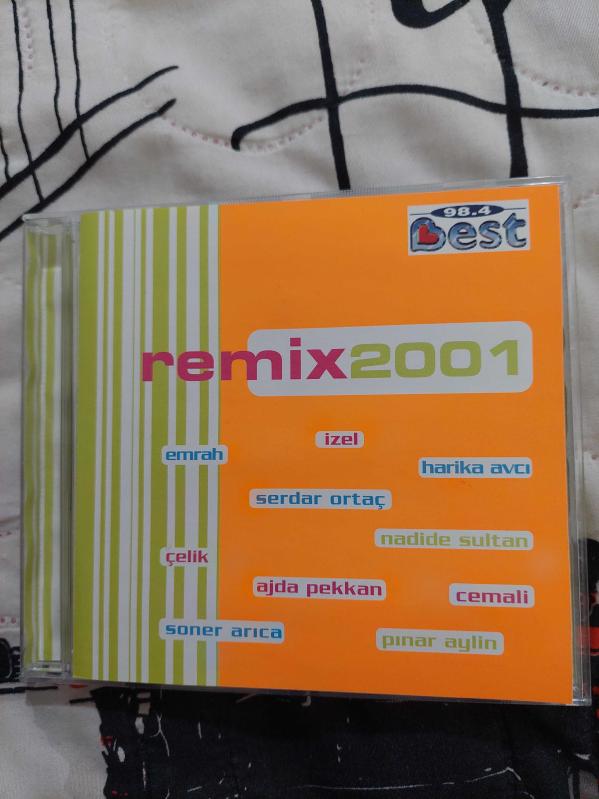 98.4
Best
remix2001
izel
emrah
harika avcı
serdar ortaç
nadide sultan
çelik
ajda pekkan
cemali
soner arıca
pınar aylin